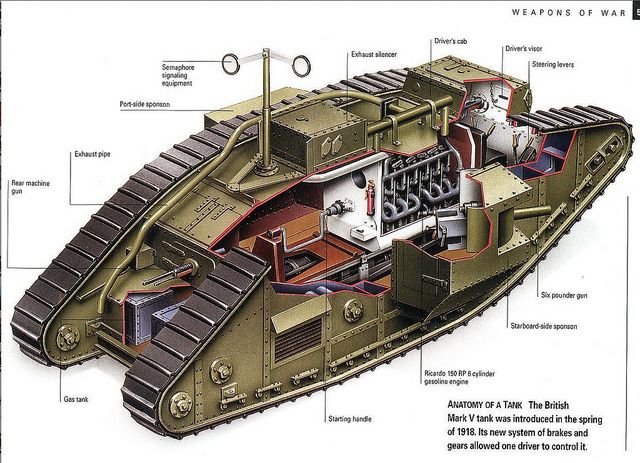 WEAPONS OF WAR
Driver's cab
Exhaust silencer
Driver's visor
Semaphore
signaling
equipment
Steering levers
Port-side sponson
Exhaust pipe
Rear machine
gun
Six pounder gun
Starboard-side sponson
Ricardo 150 RP 6 cylinder
gasoline engine
Gas tank
Starting handle
ANATOMY OF A TANK The British
Mark V tank was introduced in the spring
of 1918. Its new system of brakes and
gears allowed one driver to control it.